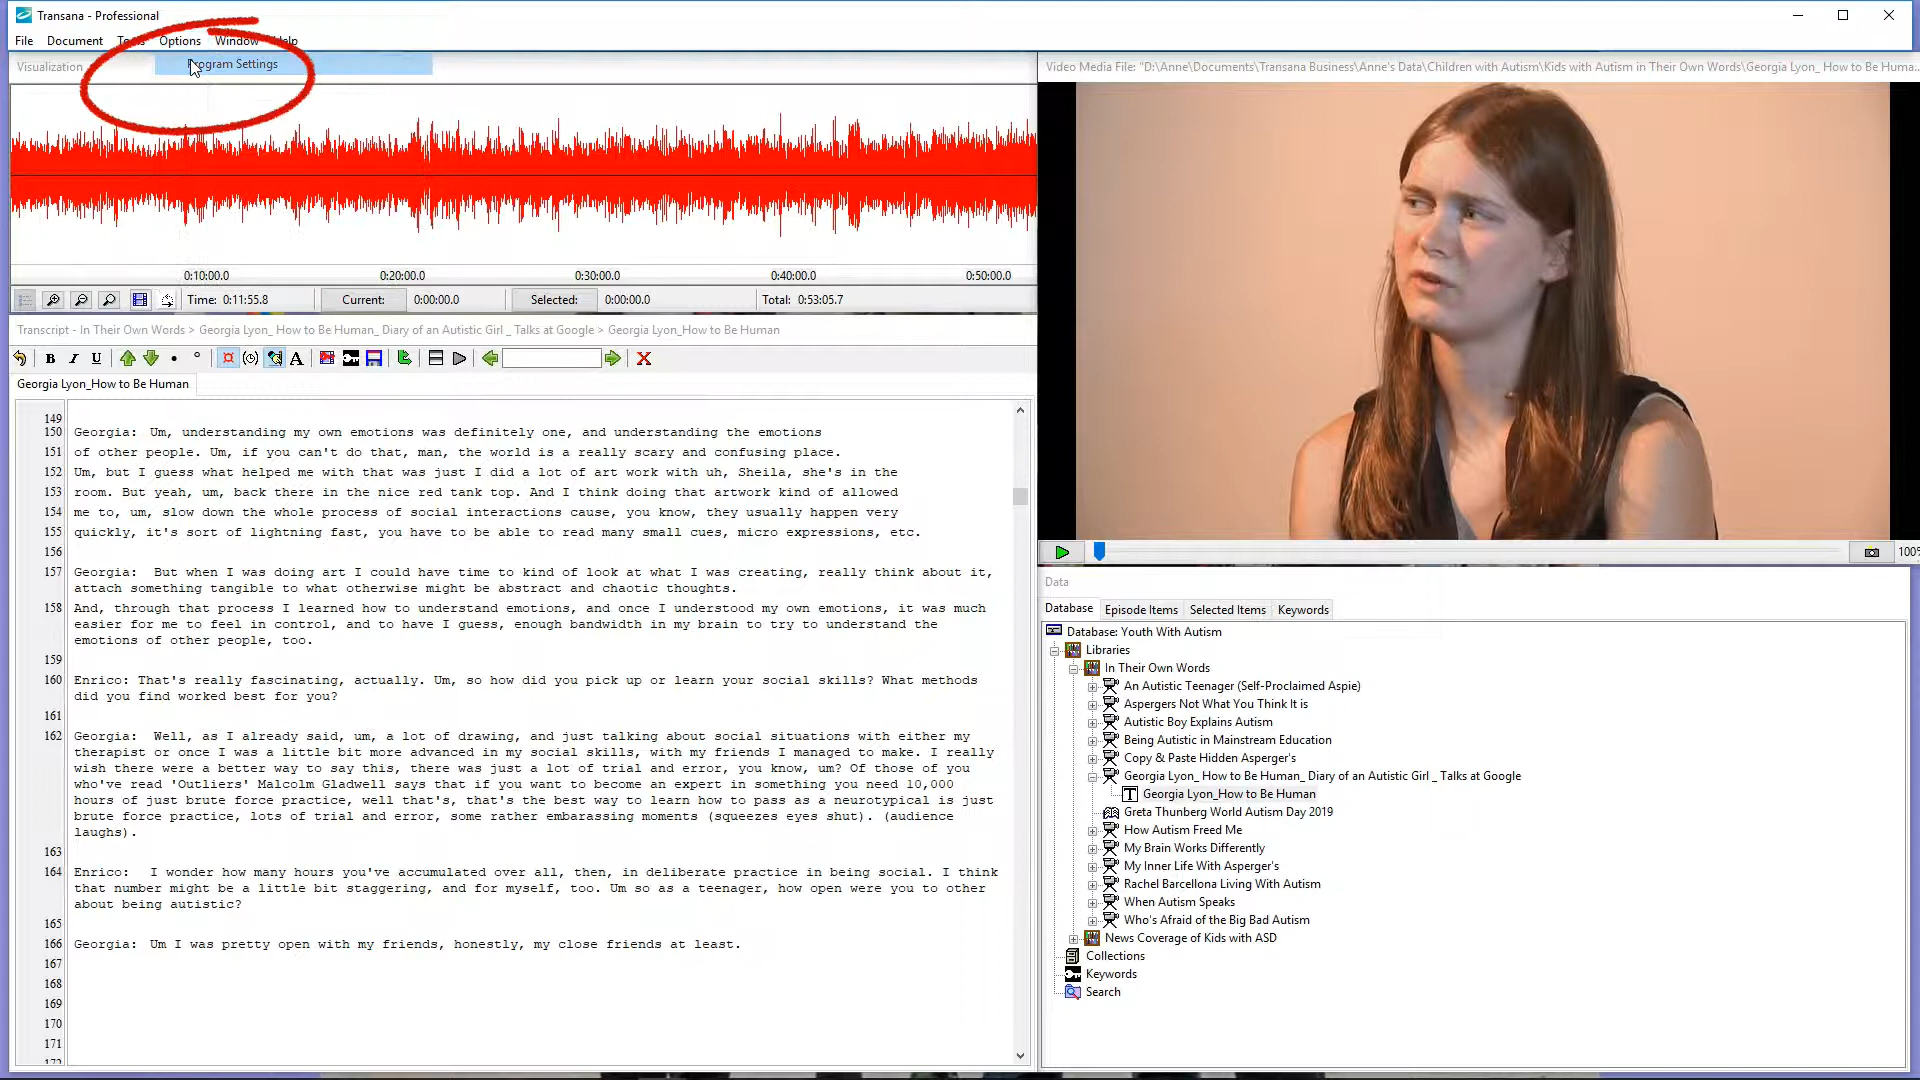 Transana - Professional
File Document Tools Options Window Help
Program Settings
Visualization
0:10:00.0 0:20:00.0 0:30:00.0 0:40:00.0 0:50:00.0
Time: 0:11:55.8 Current: 0:00:00.0 Selected: 0:00:00.0 Total: 0:53:05.7
Transcript - In Their Own Words > Georgia Lyon_ How to Be Human_ Diary of an Autistic Girl _ Talks at Google > Georgia Lyon_How to Be Human
B I U A X
Georgia Lyon_How to Be Human
149
150 Georgia: Um, understanding my own emotions was definitely one, and understanding the emotions
151 of other people. Um, if you can't do that, man, the world is a really scary and confusing place.
152 Um, but I guess what helped me with that was just I did a lot of art work with uh, Sheila, she's in the
153 room. But yeah, um, back there in the nice red tank top. And I think doing that artwork kind of allowed
154 me to, um, slow down the whole process of social interactions cause, you know, they usually happen very
155 quickly, it's sort of lightning fast, you have to be able to read many small cues, micro expressions, etc.
156
157 Georgia: But when I was doing art I could have time to kind of look at what I was creating, really think about it,
attach something tangible to what otherwise might be abstract and chaotic thoughts.
158 And, through that process I learned how to understand emotions, and once I understood my own emotions, it was much
easier for me to feel in control, and to have I guess, enough bandwidth in my brain to try to understand the
emotions of other people, too.
159
160 Enrico: That's really fascinating, actually. Um, so how did you pick up or learn your social skills? What methods
did you find worked best for you?
161
162 Georgia: Well, as I already said, um, a lot of drawing, and just talking about social situations with either my
therapist or once I was a little bit more advanced in my social skills, with my friends I managed to make. I really
wish there were a better way to say this, there was just a lot of trial and error, you know, um? Of those of you
who've read 'Outliers' Malcolm Gladwell says that if you want to become an expert in something you need 10,000
hours of just brute force practice, well that's, that's the best way to learn how to pass as a neurotypical is just
brute force practice, lots of trial and error, some rather embarassing moments (squeezes eyes shut). (audience
laughs).
163
164 Enrico: I wonder how many hours you've accumulated over all, then, in deliberate practice in being social. I think
that number might be a little bit staggering, and for myself, too. Um so as a teenager, how open were you to other
about being autistic?
165
166 Georgia: Um I was pretty open with my friends, honestly, my close friends at least.
167
168
169
170
171
172
Video Media File: "D:\Anne\Documents\Transana Business\Anne's Data\Children with Autism\Kids with Autism in Their Own Words\Georgia Lyon_ How to Be Huma...
100%
Data
Database Episode Items Selected Items Keywords
Database: Youth With Autism
Libraries
In Their Own Words
An Autistic Teenager (Self-Proclaimed Aspie)
Aspergers Not What You Think It is
Autistic Boy Explains Autism
Being Autistic in Mainstream Education
Copy & Paste Hidden Asperger's
Georgia Lyon_ How to Be Human_ Diary of an Autistic Girl _ Talks at Google
T Georgia Lyon_How to Be Human
Greta Thunberg World Autism Day 2019
How Autism Freed Me
My Brain Works Differently
My Inner Life With Asperger's
Rachel Barcellona Living With Autism
When Autism Speaks
Who's Afraid of the Big Bad Autism
News Coverage of Kids with ASD
Collections
Keywords
Search